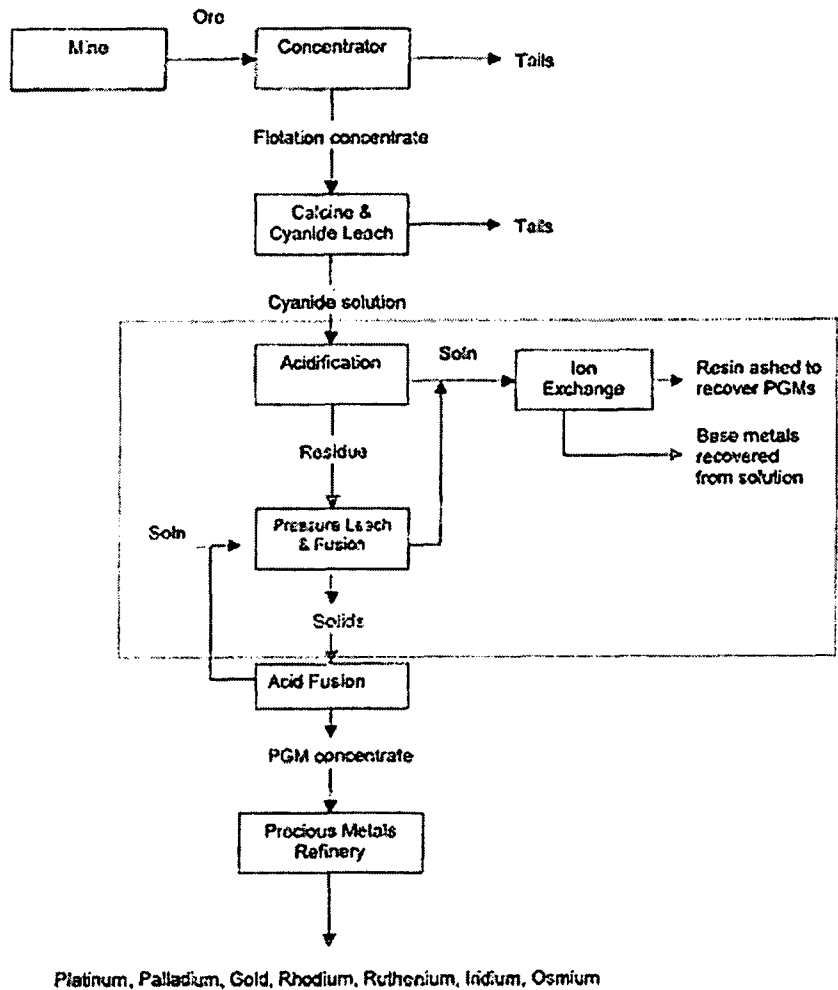 Ore
Mine
Concentrator
Tails
Flotation concentrate
Calcine &
Cyanide Leach
Tails
Cyanide solution
Acidification
Soln
Ion
Exchange
Resin ashed to
recover PGMs
Residue
Base metals
recovered
from solution
Soln
Pressure Leach
& Fusion
Solids
Acid Fusion
PGM concentrate
Precious Metals
Refinery
Platinum, Palladium, Gold, Rhodium, Ruthenium, Iridium, Osmium